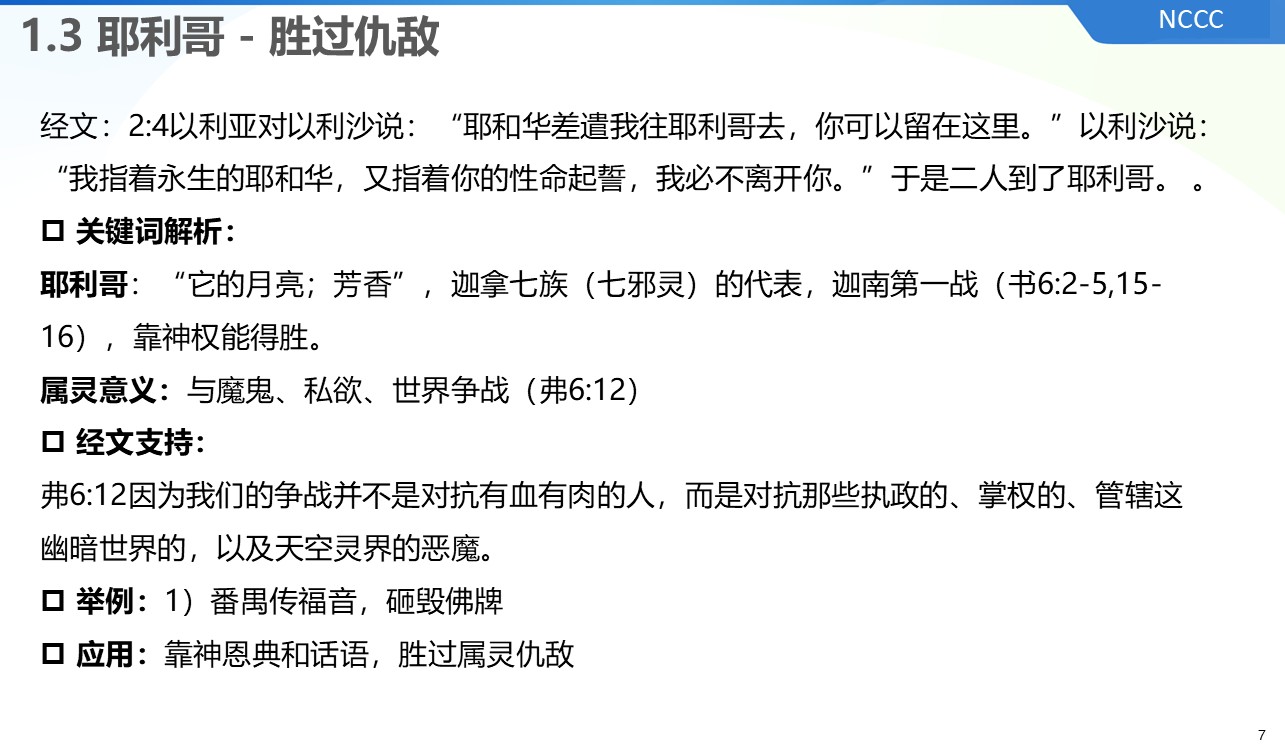 NCCC
1.3 耶利哥 - 胜过仇敌
经文：2:4以利亚对以利沙说：“耶和华差遣我往耶利哥去，你可以留在这里。”以利沙说：
“我指着永生的耶和华，又指着你的性命起誓，我必不离开你。”于是二人到了耶利哥。 。
关键词解析：
耶利哥：“它的月亮；芳香”，迦拿七族（七邪灵）的代表，迦南第一战（书6:2-5,15-
16），靠神权能得胜。
属灵意义：与魔鬼、私欲、世界争战（弗6:12）
经文支持：
弗6:12因为我们的争战并不是对抗有血有肉的人，而是对抗那些执政的、掌权的、管辖这
幽暗世界的，以及天空灵界的恶魔。
举例：1）番禺传福音，砸毁佛牌
应用：靠神恩典和话语，胜过属灵仇敌
7